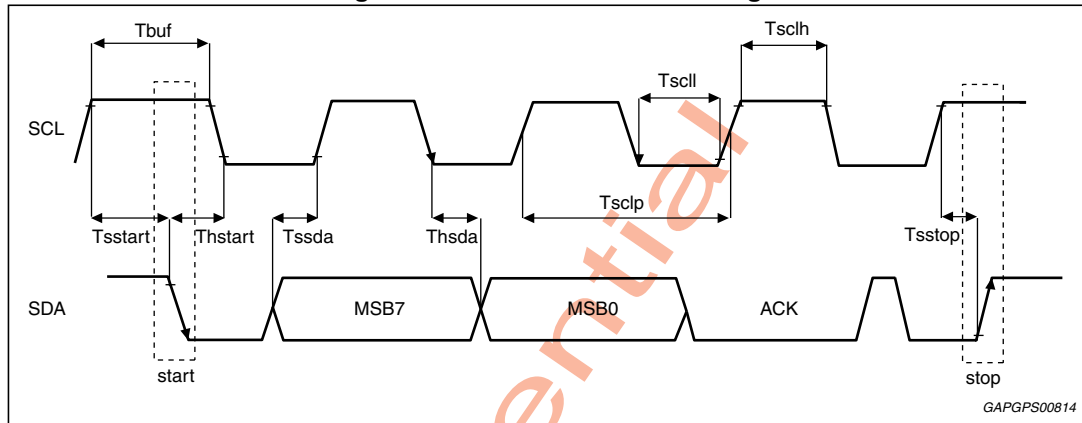 Tbuf
Tsclh
Tscll
SCL
Tsclp
Tsstart
Thstart
Tssda
Thsda
Tsstop
SDA
MSB7
MSB0
ACK
start
stop
GAPGPS00814
ential